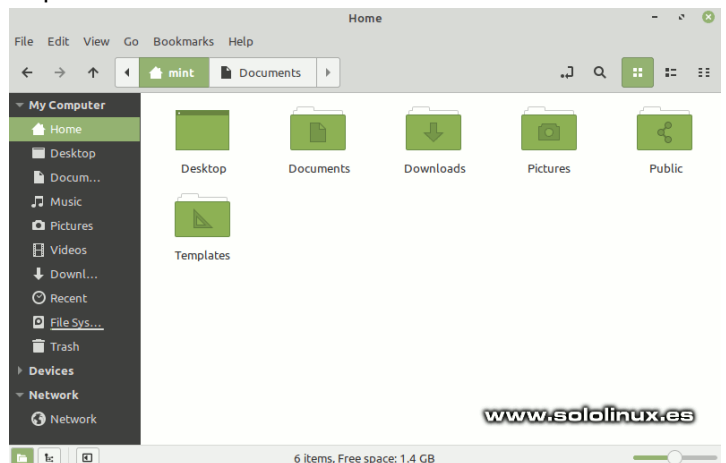 Home
File Edit View Go Bookmarks Help
mint Documents
My Computer
Home
Desktop
Docum...
Music
Pictures
Videos
Downl...
Recent
File Sys...
Trash
Devices
Network
Network
Desktop Documents Downloads Pictures Public
Templates
www.sololinux.es
6 items, Free space: 1.4 GB